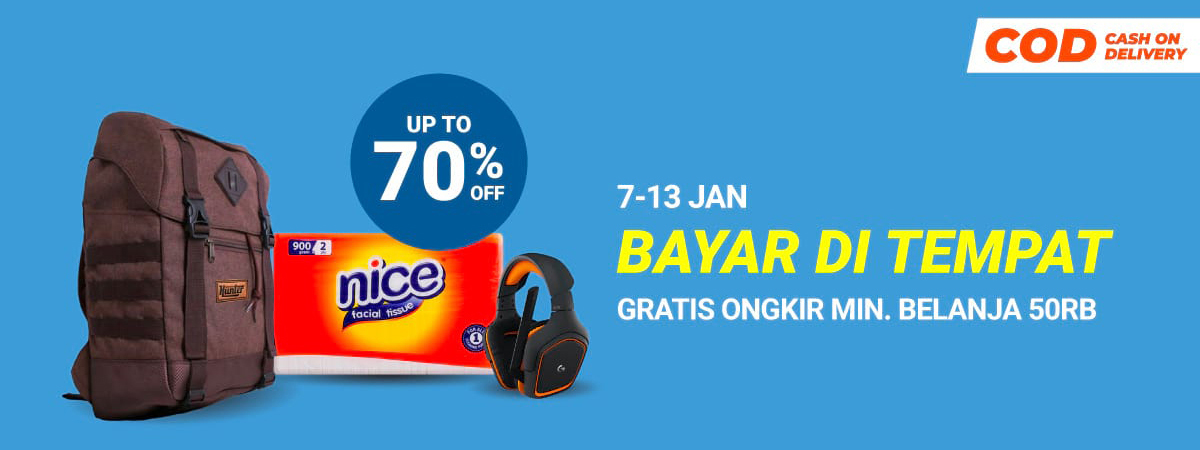 COD CASH ON
DELIVERY
UP TO
70%
OFF
7-13 JAN
BAYAR DI TEMPAT
GRATIS ONGKIR MIN. BELANJA 50RB
Hunter
900 2
nice
facial tissue
1
G